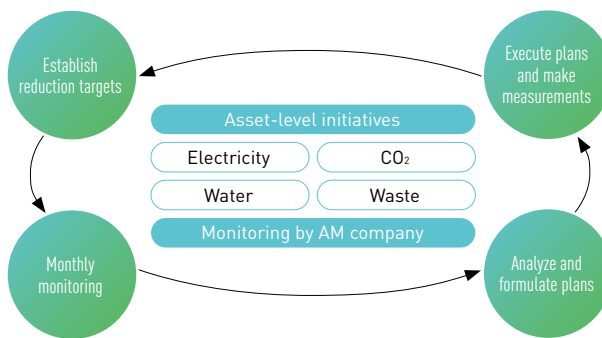 Establish
reduction targets
Execute plans
and make
measurements
Asset-level initiatives
Electricity
CO₂
Water
Waste
Monitoring by AM company
Monthly
monitoring
Analyze and
formulate plans